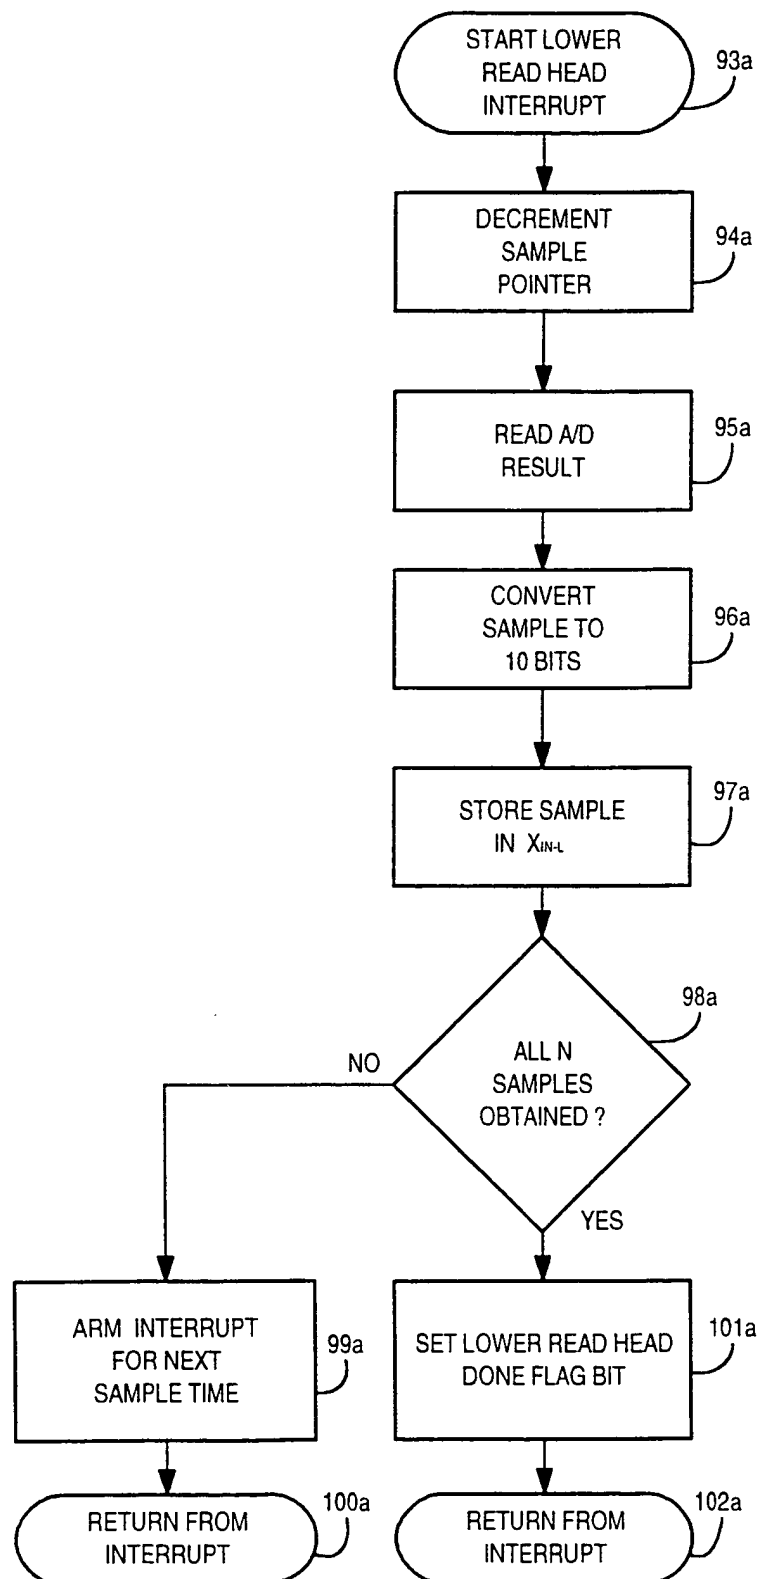 START LOWER
READ HEAD
INTERRUPT
93a
DECREMENT
SAMPLE
POINTER
94a
READ A/D
RESULT
95a
CONVERT
SAMPLE TO
10 BITS
96a
STORE SAMPLE
IN XIN-L
97a
98a
ALL N
SAMPLES
OBTAINED ?
NO
YES
ARM INTERRUPT
FOR NEXT
SAMPLE TIME
99a
SET LOWER READ HEAD
DONE FLAG BIT
101a
RETURN FROM
INTERRUPT
100a
RETURN FROM
INTERRUPT
102a